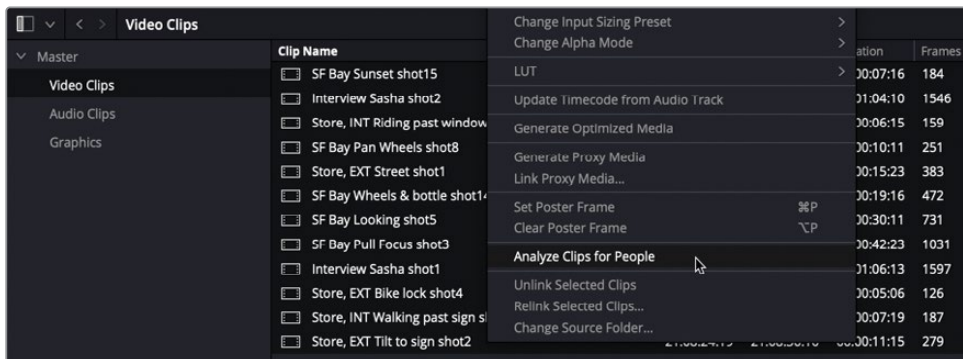 Video Clips
Master
Video Clips
Audio Clips
Graphics
Clip Name
Frames
SF Bay Sunset shot15 00:07:16 184
Interview Sasha shot2 01:04:10 1546
Store, INT Riding past window 00:06:15 159
SF Bay Pan Wheels shot8 00:10:11 251
Store, EXT Street shot1 00:15:23 383
SF Bay Wheels & bottle shot14 00:19:16 472
SF Bay Looking shot5 00:30:11 731
SF Bay Pull Focus shot3 00:42:23 1031
Interview Sasha shot1 01:06:13 1597
Store, EXT Bike lock shot4 00:05:06 126
Store, INT Walking past sign 00:07:19 187
Store, EXT Tilt to sign shot2 00:11:15 279
Change Input Sizing Preset
Change Alpha Mode
LUT
Update Timecode from Audio Track
Generate Optimized Media
Generate Proxy Media
Link Proxy Media...
Set Poster Frame ⌘P
Clear Poster Frame ⌥P
Analyze Clips for People
Unlink Selected Clips
Relink Selected Clips...
Change Source Folder...